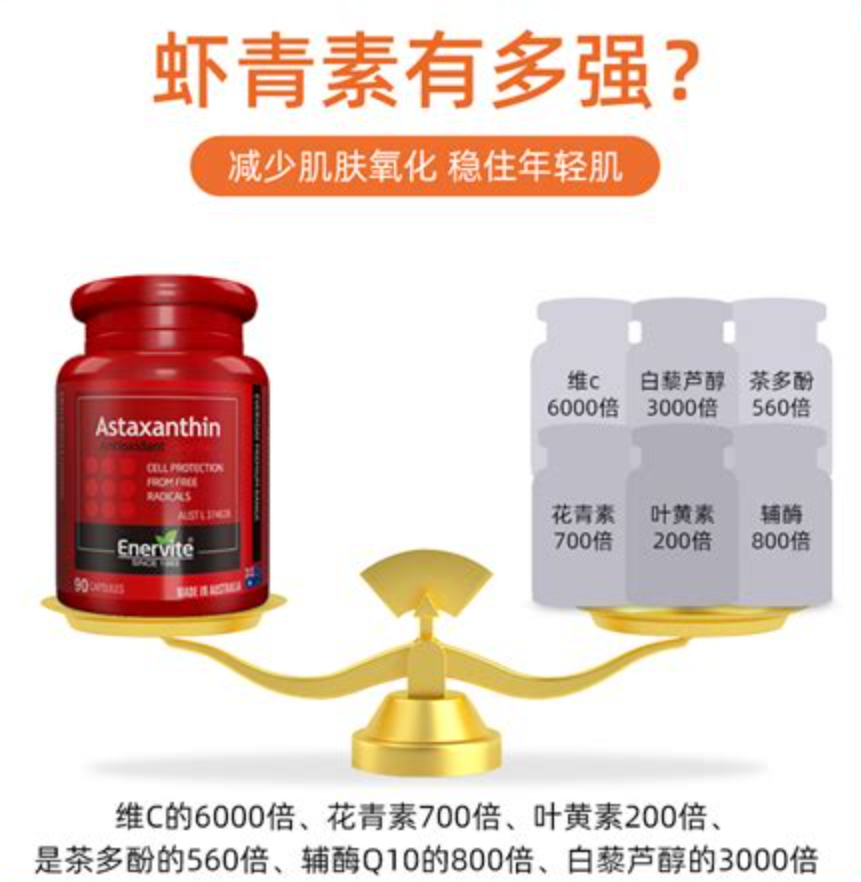 虾青素有多强?
减少肌肤氧化 稳住年轻肌
Astaxanthin
Antioxidant
CELL PROTECTION
FROM FREE
RADICALS
Enervite
SINCE
90 CAPSULES
MADE IN AUSTRALIA
维c
6000倍
白藜芦醇
3000倍
茶多酚
560倍
花青素
700倍
叶黄素
200倍
辅酶
800倍
维C的6000倍、花青素700倍、叶黄素200倍、
是茶多酚的560倍、辅酶Q10的800倍、白藜芦醇的3000倍